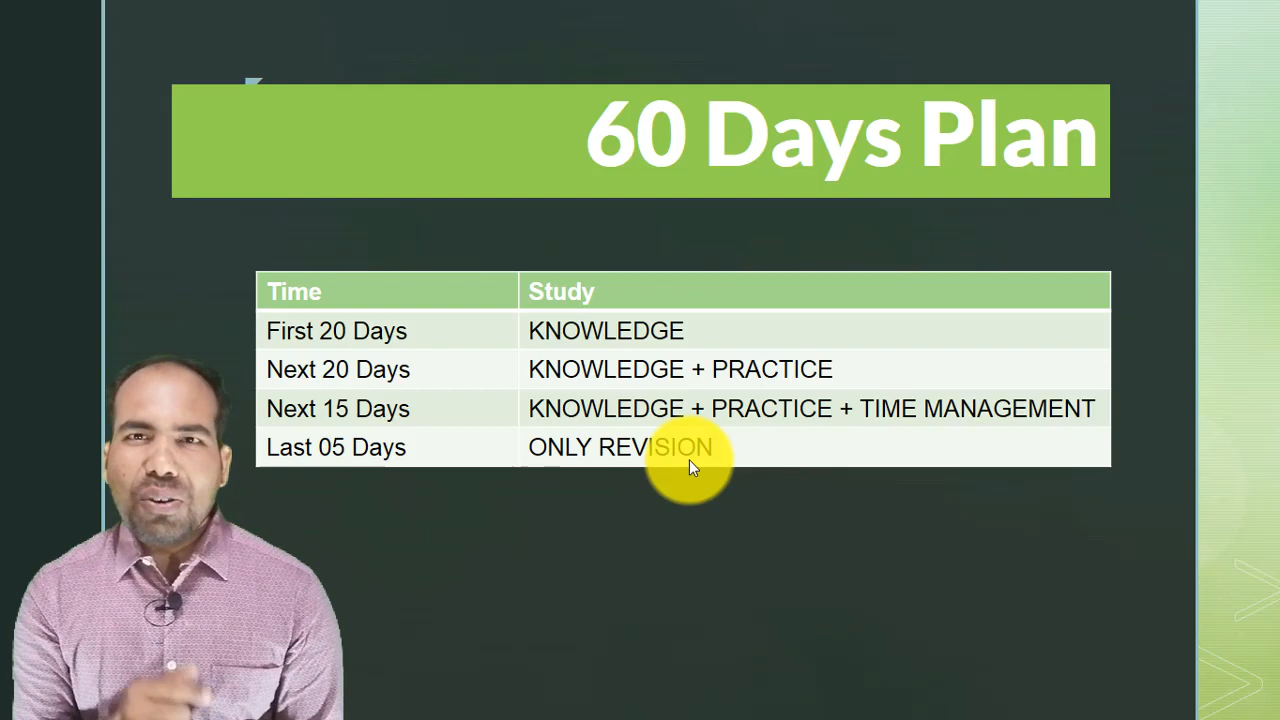 60 Days Plan
Time Study
First 20 Days KNOWLEDGE
Next 20 Days KNOWLEDGE + PRACTICE
Next 15 Days KNOWLEDGE + PRACTICE + TIME MANAGEMENT
Last 05 Days ONLY REVISION